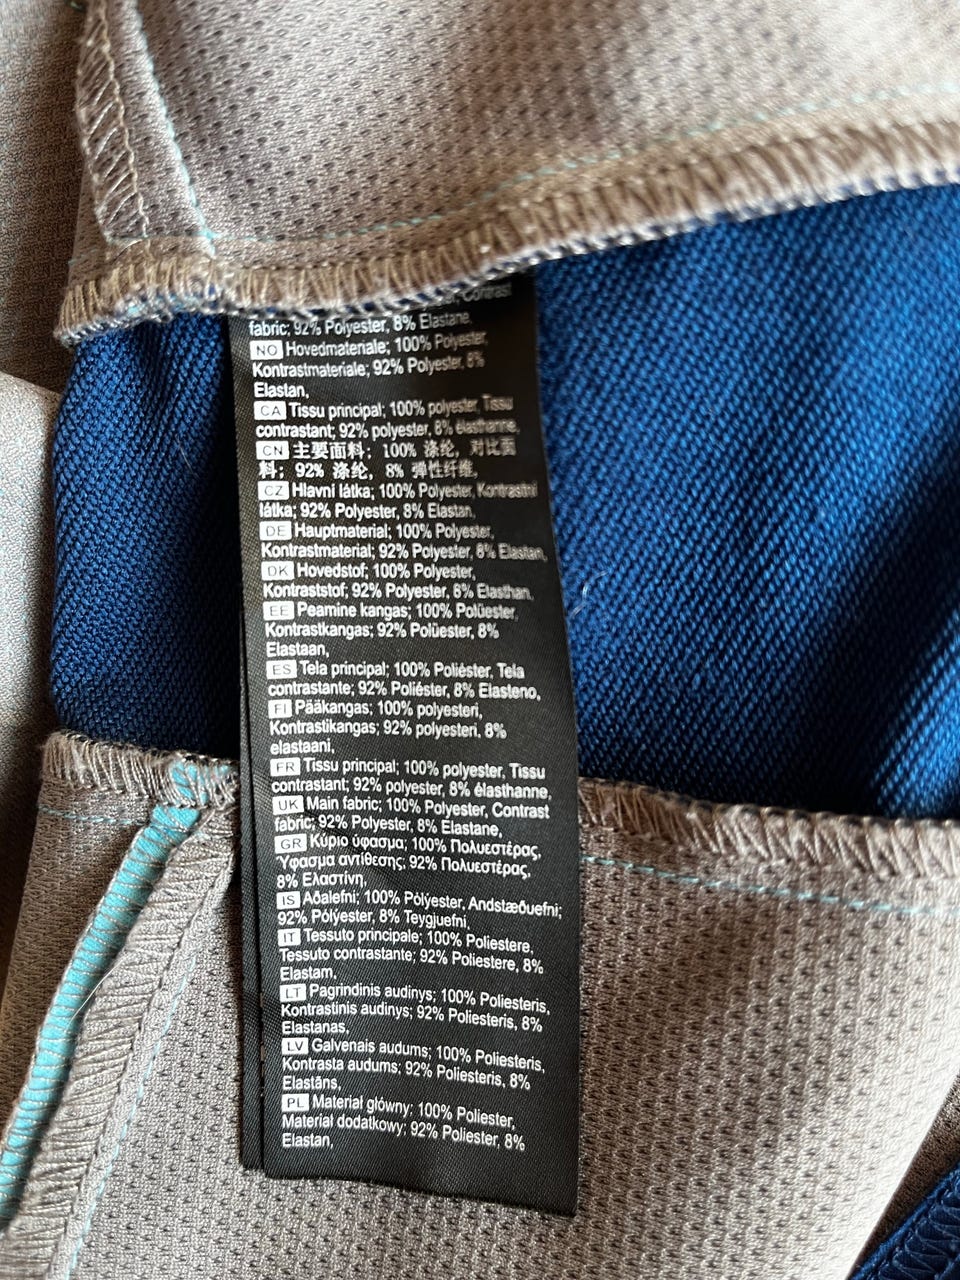 Contrast
fabric; 92% Polyester, 8% Elastane,
NO Hovedmateriale; 100% Polyester,
Kontrastmateriale; 92% Polyester, 8%
Elastan,
CA Tissu principal; 100% polyester, Tissu
contrastant; 92% polyester, 8% élasthanne,
CN 主要面料: 100% 涤纶, 对比面
料; 92% 涤纶, 8% 弹性纤维,
CZ Hlavní látka; 100% Polyester, Kontrastní
látka; 92% Polyester, 8% Elastan,
DE Hauptmaterial; 100% Polyester,
Kontrastmaterial; 92% Polyester, 8% Elastan,
DK Hovedstof; 100% Polyester,
Kontraststof; 92% Polyester, 8% Elasthan,
EE Peamine kangas; 100% Polüester,
Kontrastkangas; 92% Polüester, 8%
Elastaan,
ES Tela principal; 100% Poliéster, Tela
contrastante; 92% Poliéster, 8% Elasteno,
FI Pääkangas; 100% polyesteri,
Kontrastikangas; 92% polyesteri, 8%
elastaani,
FR Tissu principal; 100% polyester, Tissu
contrastant; 92% polyester, 8% élasthanne,
UK Main fabric; 100% Polyester, Contrast
fabric; 92% Polyester, 8% Elastane,
GR Κύριο ύφασμα; 100% Πολυεστέρας,
Ύφασμα αντίθεσης; 92% Πολυεστέρας,
8% Ελαστίνη,
IS Aðalefni; 100% Pólýester, Andstæðuefni;
92% Pólýester, 8% Teygjuefni,
IT Tessuto principale; 100% Poliestere,
Tessuto contrastante; 92% Poliestere, 8%
Elastam,
LT Pagrindinis audinys; 100% Poliesteris,
Kontrastinis audinys; 92% Poliesteris, 8%
Elastanas,
LV Galvenais audums; 100% Poliesteris,
Kontrasta audums; 92% Poliesteris, 8%
Elastāns,
PL Materiał główny; 100% Poliester,
Materiał dodatkowy; 92% Poliester, 8%
Elastan,